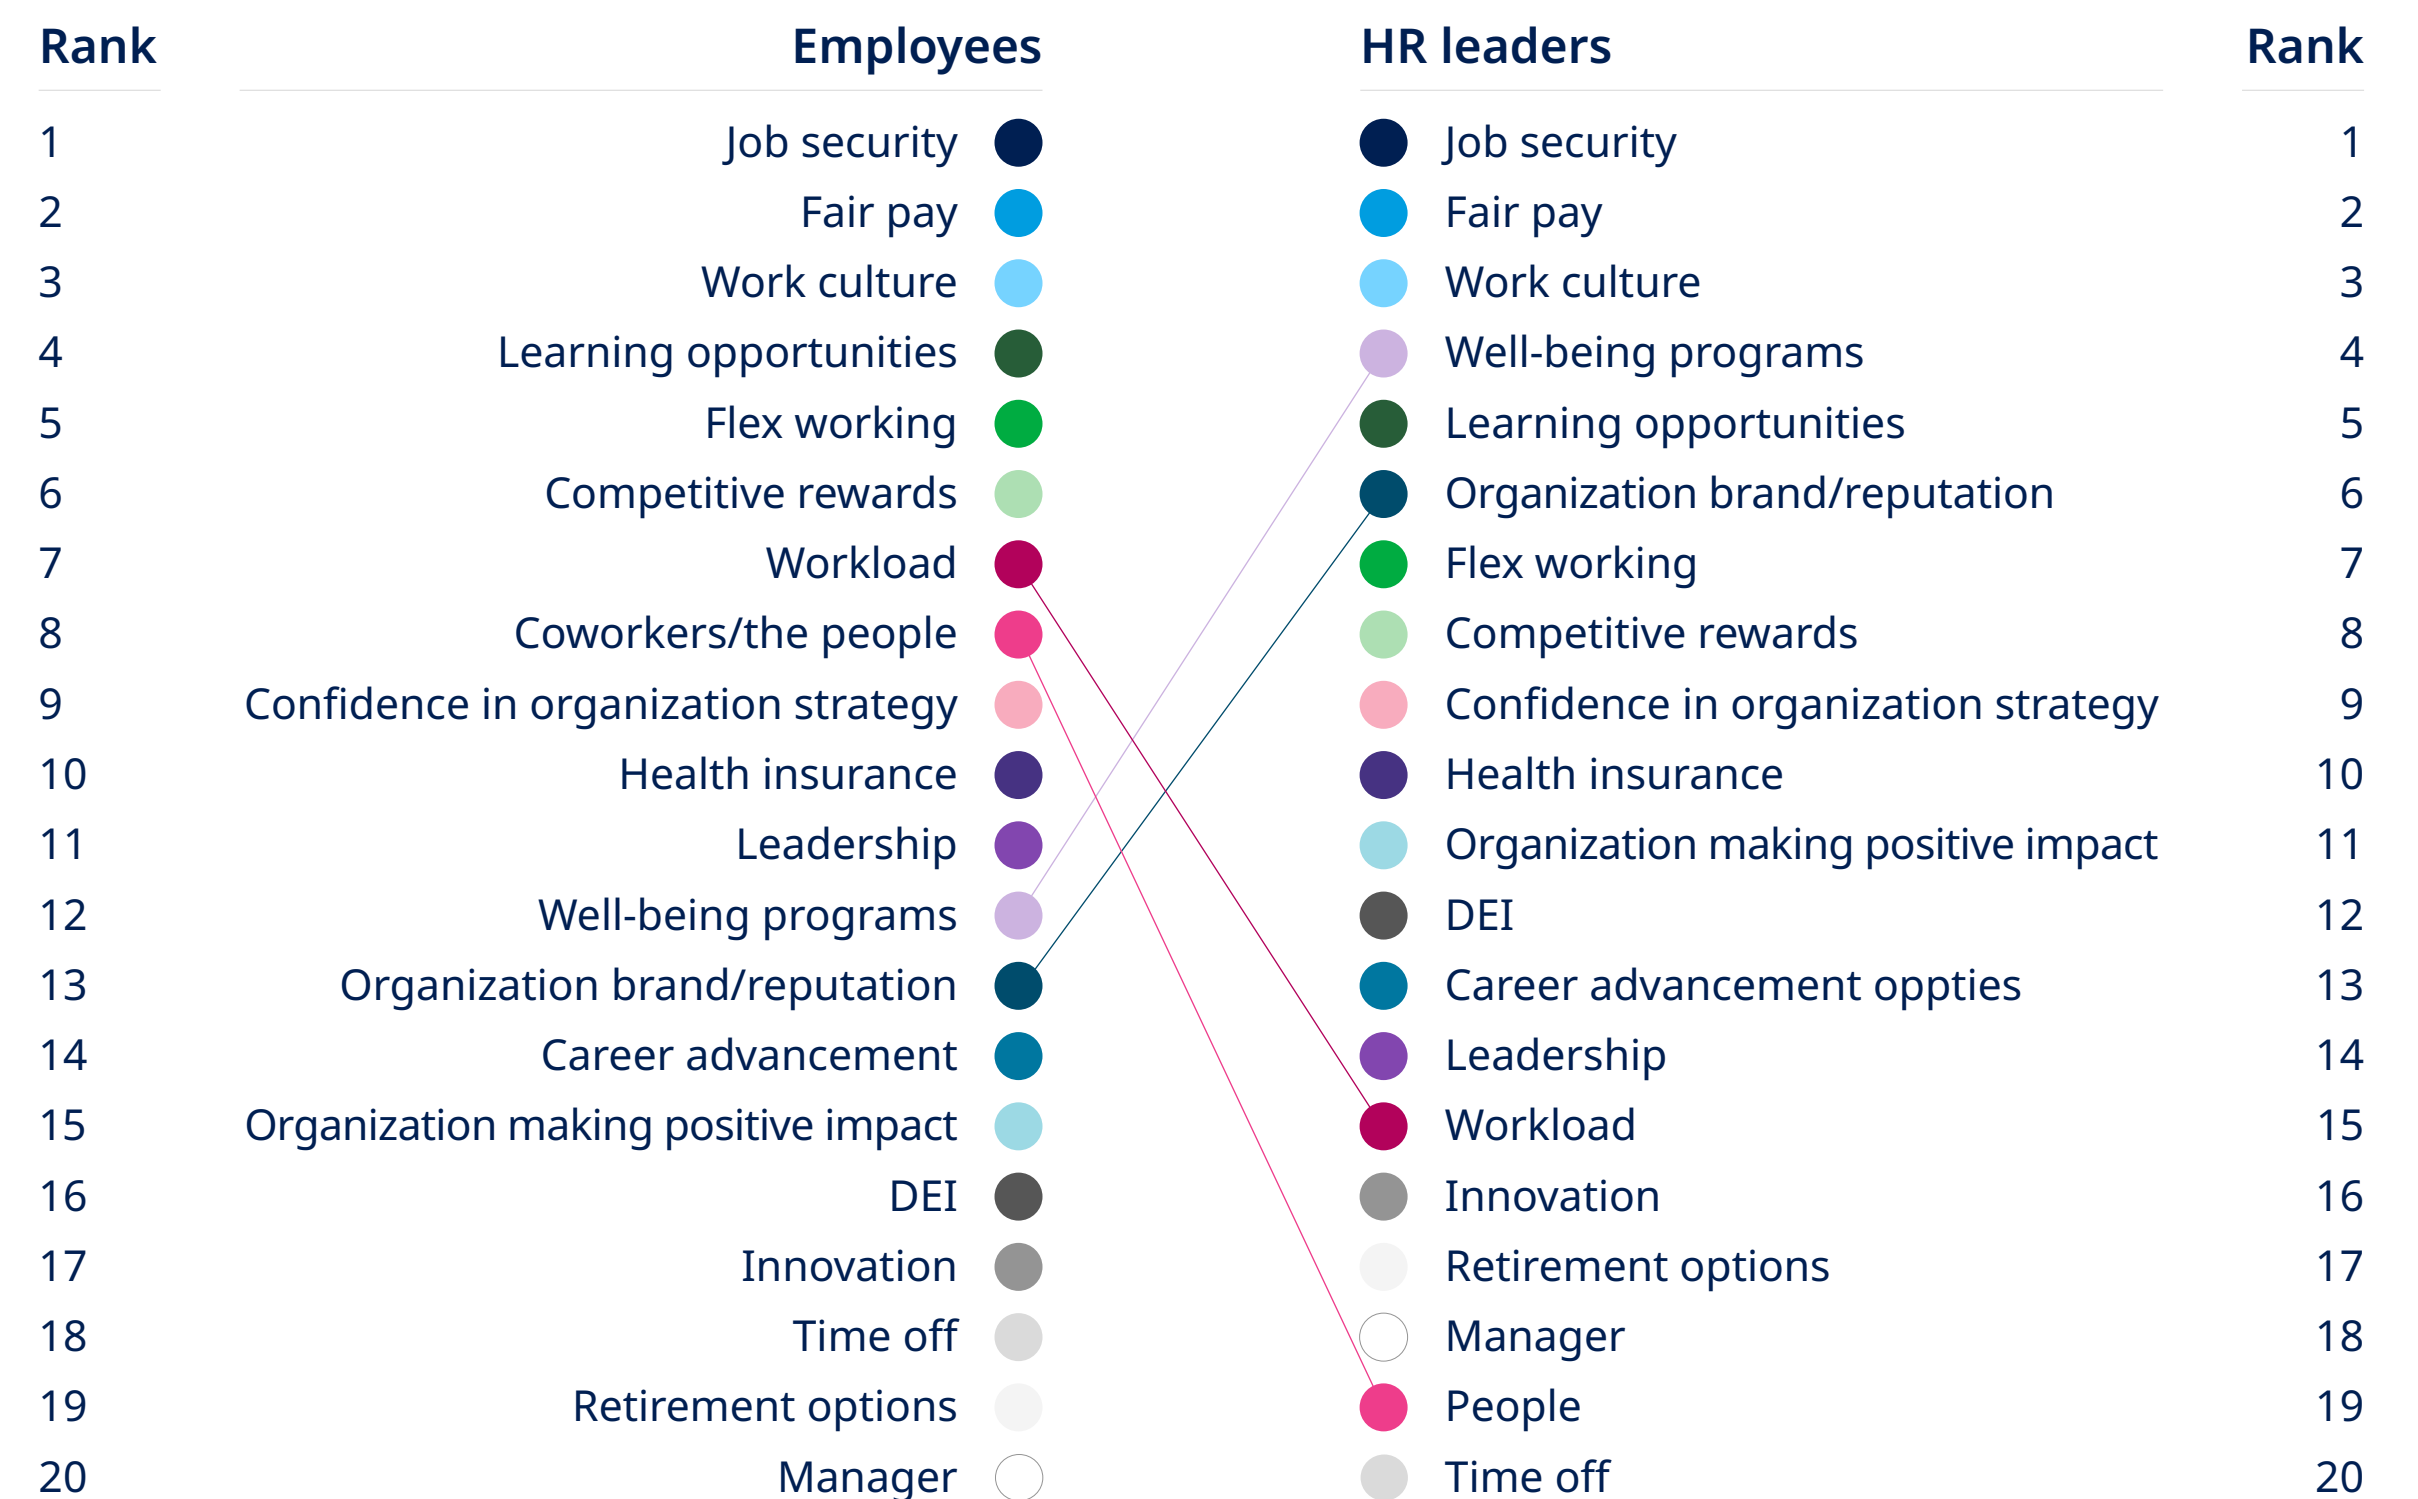 Rank Employees HR leaders Rank
1 Job security Job security 1
2 Fair pay Fair pay 2
3 Work culture Work culture 3
4 Learning opportunities Well-being programs 4
5 Flex working Learning opportunities 5
6 Competitive rewards Organization brand/reputation 6
7 Workload Flex working 7
8 Coworkers/the people Competitive rewards 8
9 Confidence in organization strategy Confidence in organization strategy 9
10 Health insurance Health insurance 10
11 Leadership Organization making positive impact 11
12 Well-being programs DEI 12
13 Organization brand/reputation Career advancement oppties 13
14 Career advancement Leadership 14
15 Organization making positive impact Workload 15
16 DEI Innovation 16
17 Innovation Retirement options 17
18 Time off Manager 18
19 Retirement options People 19
20 Manager Time off 20